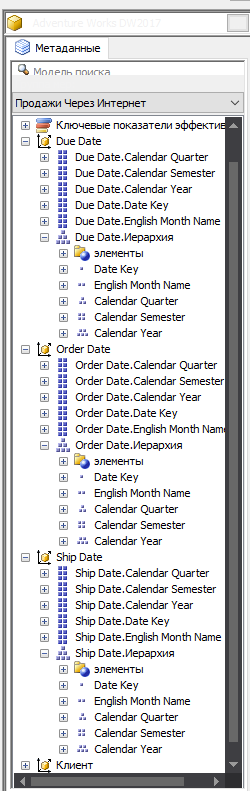 Adventure Works DW2017
Метаданные
Модель поиска
Продажи Через Интернет
Ключевые показатели эффектив
Due Date
Due Date.Calendar Quarter
Due Date.Calendar Semester
Due Date.Calendar Year
Due Date.Date Key
Due Date.English Month Name
Due Date.Иерархия
элементы
Date Key
English Month Name
Calendar Quarter
Calendar Semester
Calendar Year
Order Date
Order Date.Calendar Quarter
Order Date.Calendar Semester
Order Date.Calendar Year
Order Date.Date Key
Order Date.English Month Name
Order Date.Иерархия
элементы
Date Key
English Month Name
Calendar Quarter
Calendar Semester
Calendar Year
Ship Date
Ship Date.Calendar Quarter
Ship Date.Calendar Semester
Ship Date.Calendar Year
Ship Date.Date Key
Ship Date.English Month Name
Ship Date.Иерархия
элементы
Date Key
English Month Name
Calendar Quarter
Calendar Semester
Calendar Year
Клиент